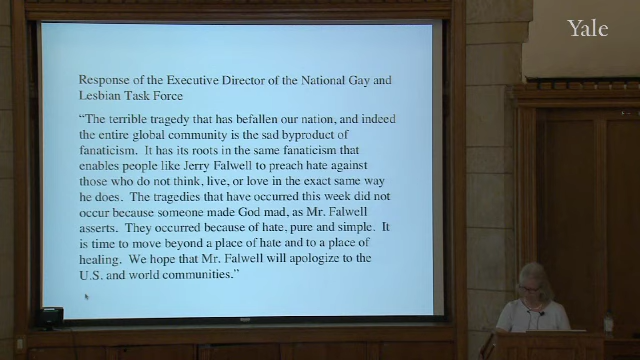 Yale
Response of the Executive Director of the National Gay and
Lesbian Task Force
“The terrible tragedy that has befallen our nation, and indeed
the entire global community is the sad byproduct of
fanaticism.  It has its roots in the same fanaticism that
enables people like Jerry Falwell to preach hate against
those who do not think, live, or love in the exact same way
he does.  The tragedies that have occurred this week did not
occur because someone made God mad, as Mr. Falwell
asserts.  They occurred because of hate, pure and simple.  It
is time to move beyond a place of hate and to a place of
healing.  We hope that Mr. Falwell will apologize to the
U.S. and world communities.”